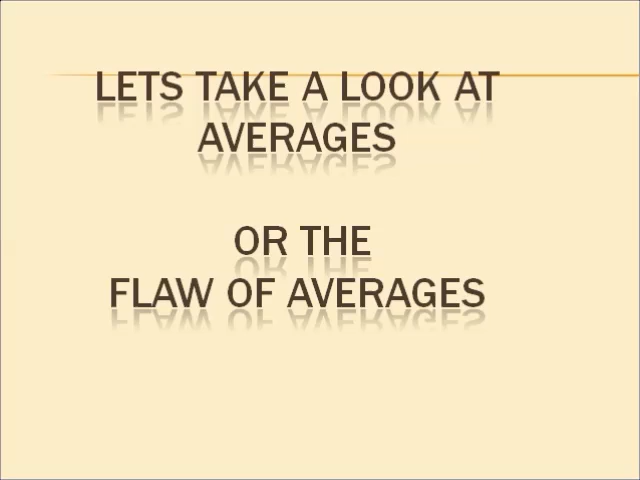 LETS TAKE A LOOK AT
AVERAGES
OR THE
FLAW OF AVERAGES